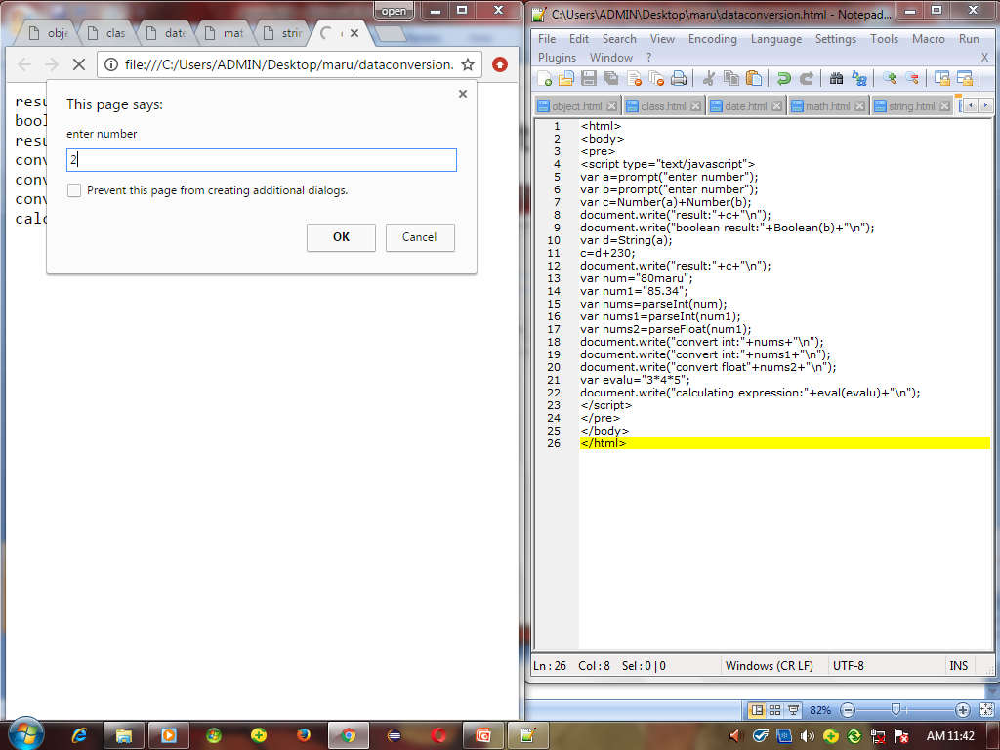 open
obje
clas
date
mat
strin
file:///C:/Users/ADMIN/Desktop/maru/dataconversion.
This page says:
enter number
2
Prevent this page from creating additional dialogs.
OK
Cancel
resu
bool
resu
conv
conv
conv
calc
C:\Users\ADMIN\Desktop\maru\dataconversion.html - Notepad...
File Edit Search View Encoding Language Settings Tools Macro Run
Plugins Window ? X
object.html class.html date.html math.html string.html
1 <html>
2 <body>
3 <pre>
4 <script type="text/javascript">
5 var a=prompt("enter number");
6 var b=prompt("enter number");
7 var c=Number(a)+Number(b);
8 document.write("result:"+c+"\n");
9 document.write("boolean result:"+Boolean(b)+"\n");
10 var d=String(a);
11 c=d+230;
12 document.write("result:"+c+"\n");
13 var num="80maru";
14 var num1="85.34";
15 var nums=parseInt(num);
16 var nums1=parseInt(num1);
17 var nums2=parseFloat(num1);
18 document.write("convert int:"+nums+"\n");
19 document.write("convert int:"+nums1+"\n");
20 document.write("convert float"+nums2+"\n");
21 var evalu="3*4*5";
22 document.write("calculating expression:"+eval(evalu)+"\n");
23 </script>
24 </pre>
25 </body>
26 </html>
Ln : 26 Col : 8 Sel : 0 | 0 Windows (CR LF) UTF-8 INS
82%
AM 11:42